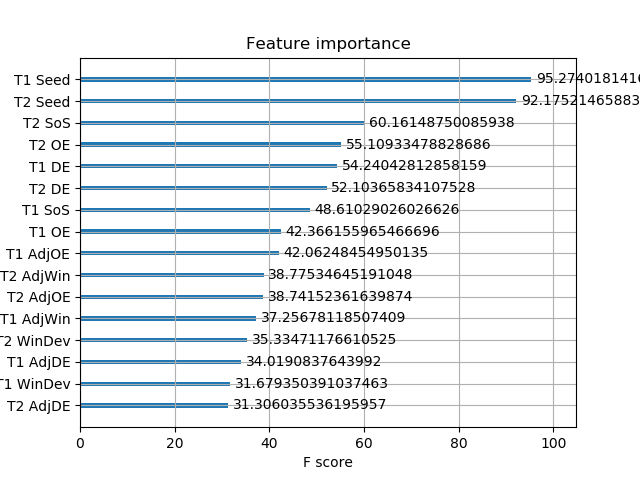 Feature importance
T1 Seed 95.2740181416
T2 Seed 92.17521465883
T2 SoS 60.16148750085938
T2 OE 55.10933478828686
T1 DE 54.24042812858159
T2 DE 52.10365834107528
T1 SoS 48.61029026026626
T1 OE 42.366155965466696
T1 AdjOE 42.06248454950135
T2 AdjWin 38.77534645191048
T2 AdjOE 38.74152361639874
T1 AdjWin 37.25678118507409
T2 WinDev 35.33471176610525
T1 AdjDE 34.0190837643992
T1 WinDev 31.679350391037463
T2 AdjDE 31.306035536195957
0 20 40 60 80 100
F score